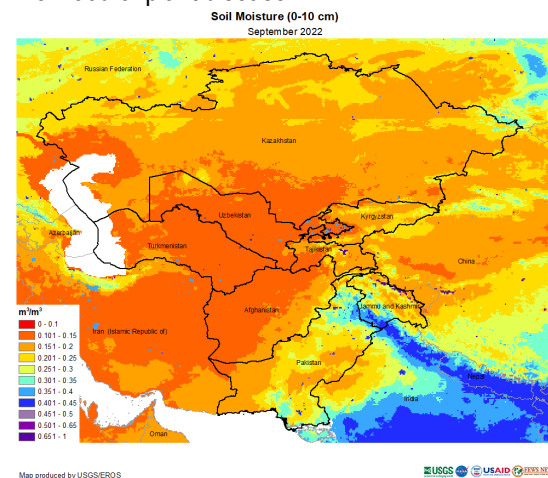 Soil Moisture (0-10 cm)
September 2022
Russian Federation
Kazakhstan
Uzbekistan
Kyrgyzstan
Azerbaijan
Turkmenistan
Tajikistan
China
Afghanistan
Jammu and Kashmir
Iran (Islamic Republic of)
Pakistan
Nepal
India
Oman
m³/m³
0 - 0.1
0.101 - 0.15
0.151 - 0.2
0.201 - 0.25
0.251 - 0.3
0.301 - 0.35
0.351 - 0.4
0.401 - 0.45
0.451 - 0.5
0.501 - 0.65
0.651 - 1
Map produced by USGS/EROS
USGS
USAID
FEWS NE